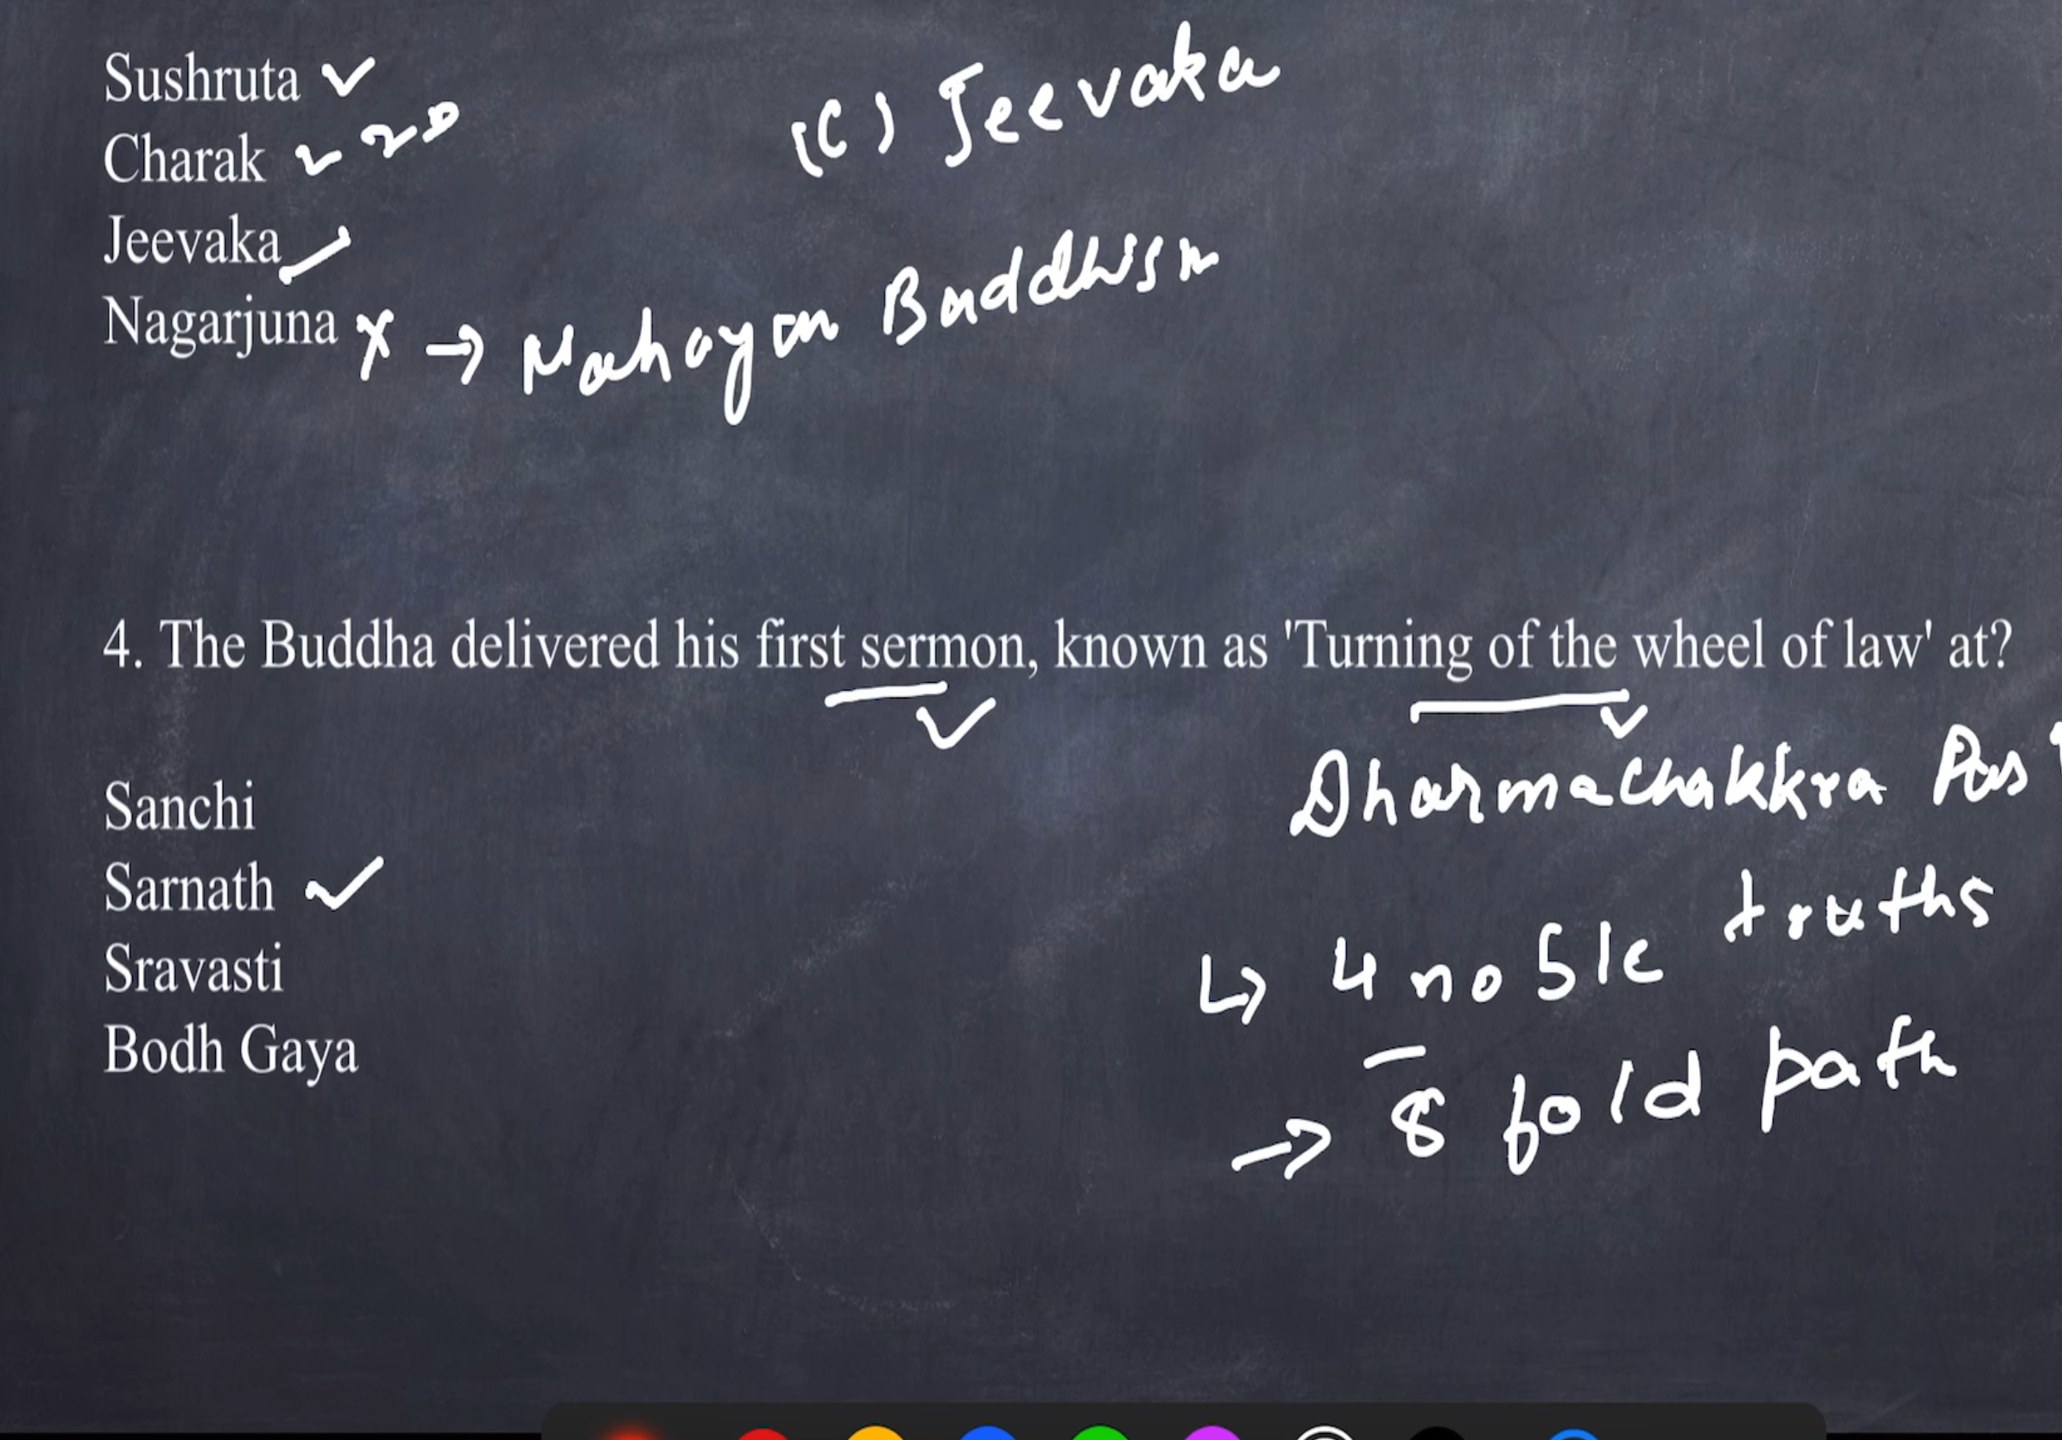 Sushruta
Charak
(C) Jeevaka
Jeevaka
Nagarjuna x → Mahayan Buddhism
4. The Buddha delivered his first sermon, known as 'Turning of the wheel of law' at?
Dharmachakkra
Sanchi
Sarnath
4 noble truths
Sravasti
Bodh Gaya
→ 8 fold path